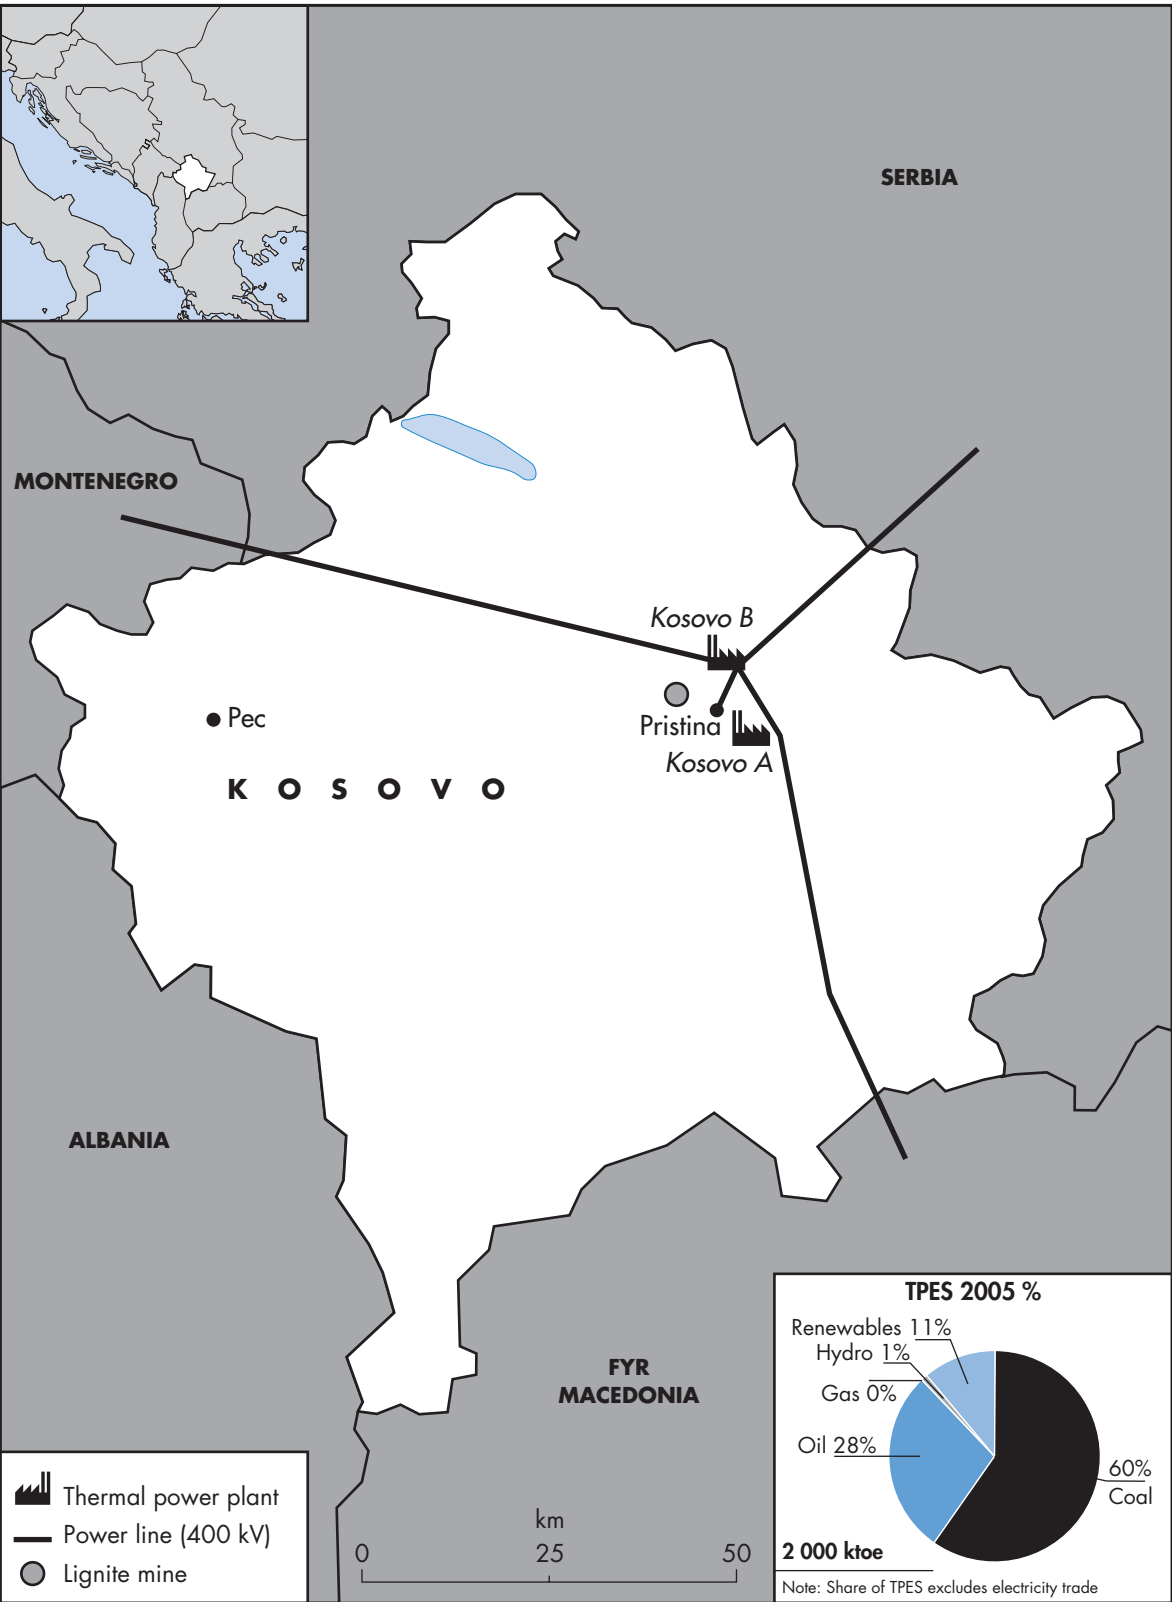 SERBIA
MONTENEGRO
Kosovo B
Pec
Pristina
Kosovo A
KOSOVO
ALBANIA
FYR
MACEDONIA
Thermal power plant
Power line (400 kV)
Lignite mine
km
0 25 50
TPES 2005 %
Renewables 11%
Hydro 1%
Gas 0%
Oil 28%
60%
Coal
2 000 ktoe
Note: Share of TPES excludes electricity trade